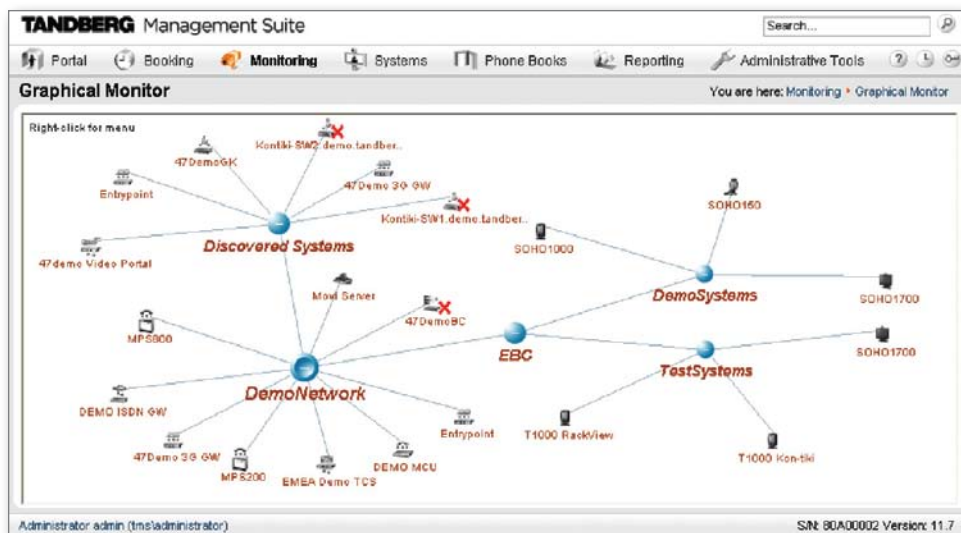 TANDBERG Management Suite
Search...
Portal
Booking
Monitoring
Systems
Phone Books
Reporting
Administrative Tools
Graphical Monitor
You are here: Monitoring Graphical Monitor
Right-click for menu
Kontiki-SW2.demo.tandber..
47DemoGK
47Demo 3G GW
Entrypoint
Kontiki-SW1.demo.tandber..
SOHO150
Discovered Systems
SOHO1000
47demo Video Portal
Movi Server
DemoSystems
SOHO1700
47DemoBC
MPS800
EBC
SOHO1700
TestSystems
DemoNetwork
DEMO ISDN GW
Entrypoint
T1000 RackView
47Demo 3G GW
DEMO MCU
T1000 Kon-tiki
MPS200
EMEA Demo TCS
Administrator admin (tms\administrator)
S/N: 80A00002 Version: 11.7